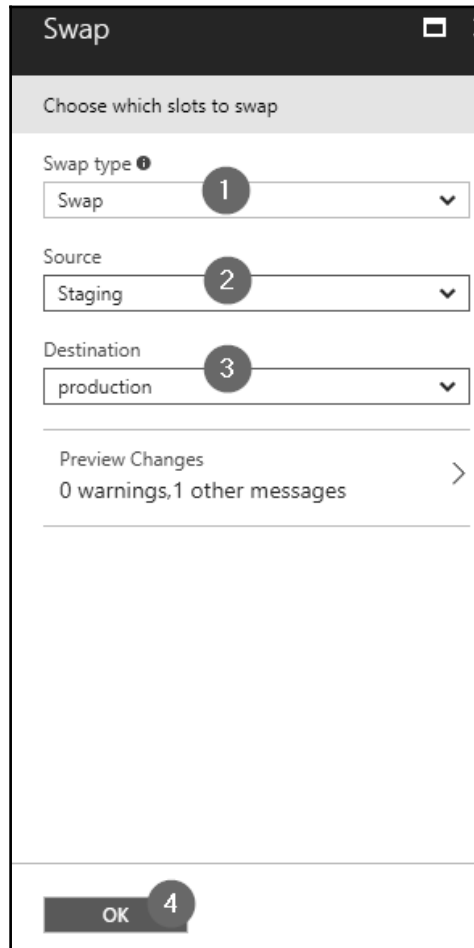 Swap
Choose which slots to swap
Swap type
Swap
1
Source
Staging
2
Destination
production
3
Preview Changes
0 warnings,1 other messages
OK
4